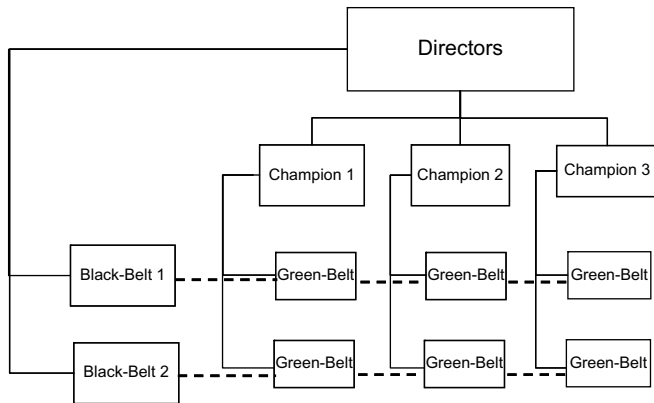 Directors
Champion 1
Champion 2
Champion 3
Black-Belt 1
Green-Belt
Green-Belt
Green-Belt
Black-Belt 2
Green-Belt
Green-Belt
Green-Belt